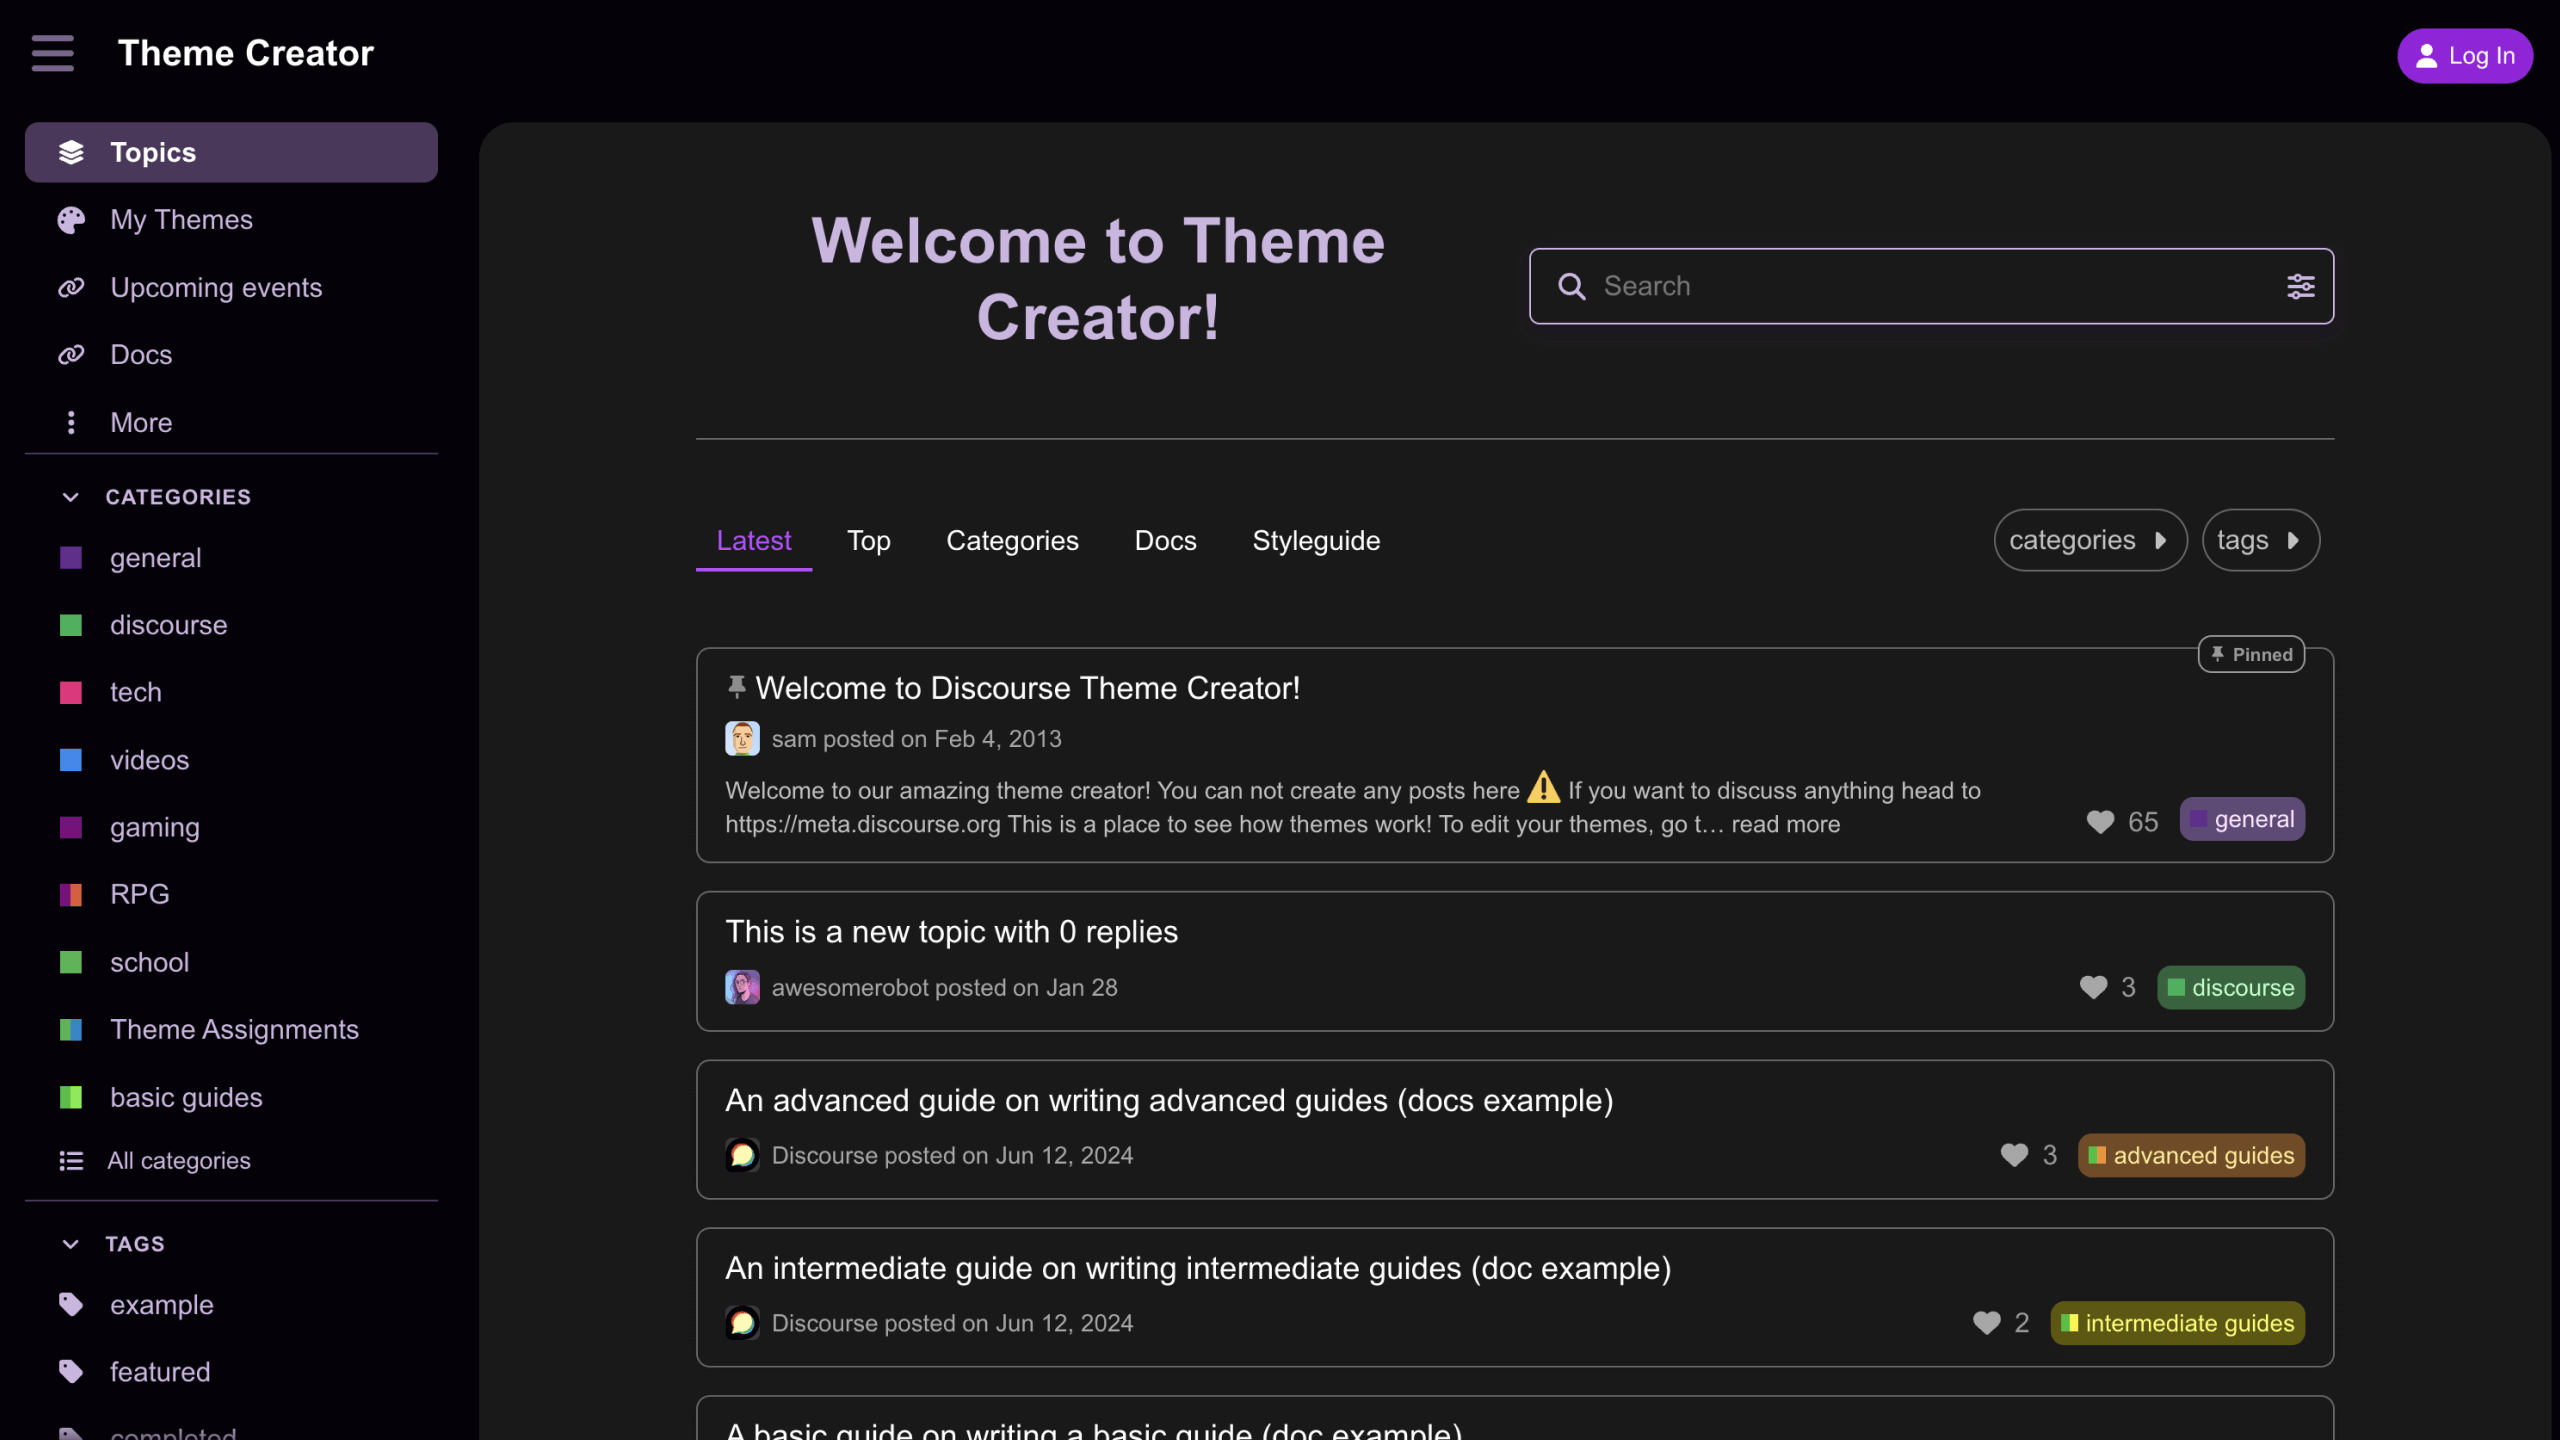 Theme Creator
Log In
Topics
My Themes
Upcoming events
Docs
More
CATEGORIES
general
discourse
tech
videos
gaming
RPG
school
Theme Assignments
basic guides
All categories
TAGS
example
featured
completed
Welcome to Theme
Creator!
Search
Latest
Top
Categories
Docs
Styleguide
categories
tags
Pinned
Welcome to Discourse Theme Creator!
sam posted on Feb 4, 2013
Welcome to our amazing theme creator! You can not create any posts here ⚠️ If you want to discuss anything head to
https://meta.discourse.org This is a place to see how themes work! To edit your themes, go t… read more
65
general
This is a new topic with 0 replies
awesomerobot posted on Jan 28
3
discourse
An advanced guide on writing advanced guides (docs example)
Discourse posted on Jun 12, 2024
3
advanced guides
An intermediate guide on writing intermediate guides (doc example)
Discourse posted on Jun 12, 2024
2
intermediate guides
A basic guide on writing a basic guide (doc example)